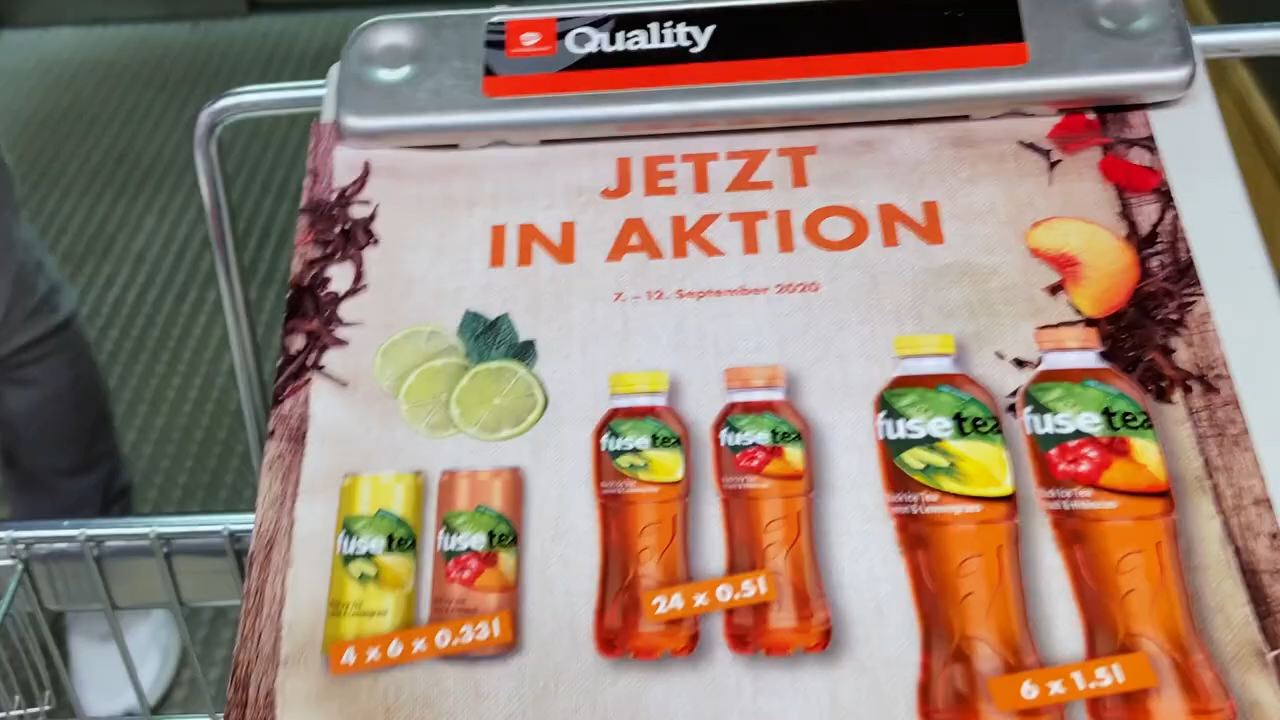 Quality
JETZT
IN AKTION
7. – 12. September 2020
fuse tea
fuse tea
fuse tea
fuse tea
fuse tea
fuse tea
4 x 6 x 0.33l
24 x 0.5l
6 x 1.5l